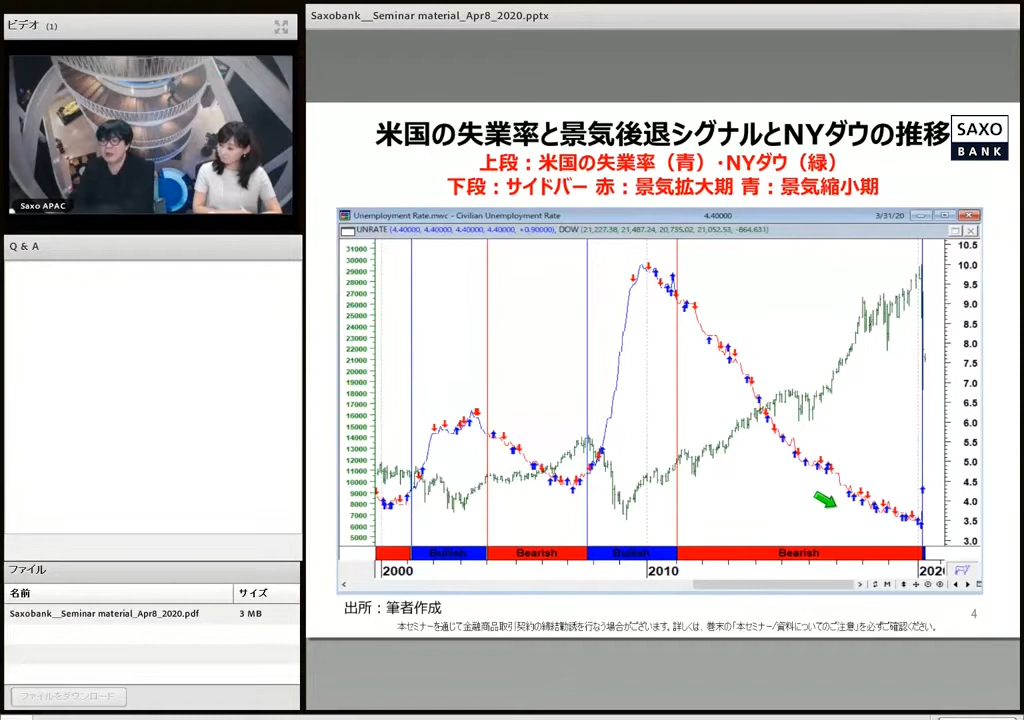 Saxobank__Seminar material_Apr8_2020.pptx
ビデオ (1)
Saxo APAC
米国の失業率と景気後退シグナルとNYダウの推移
SAXO
BANK
上段：米国の失業率（青）・NYダウ（緑）
下段：サイドバー 赤：景気拡大期 青：景気縮小期
Unemployment Rate.mwc - Civilian Unemployment Rate 4.40000 3/31/20
UNRATE (4.40000, 4.40000, 4.40000, 4.40000, +0.90000), DOW (21,227.38, 21,487.24, 20,735.02, 21,052.53, -864.631)
31000
30000
29000
28000
27000
26000
25000
24000
23000
22000
21000
20000
19000
18000
17000
16000
15000
14000
13000
12000
11000
10000
9000
8000
7000
6000
5000
10.5
10.0
9.5
9.0
8.5
8.0
7.5
7.0
6.5
6.0
5.5
5.0
4.5
4.0
3.5
3.0
Bullish Bearish Bullish Bearish
2000 2010 2020
出所：筆者作成
4
本セミナーを通じて金融商品取引契約の締結勧誘を行なう場合がございます。詳しくは、巻末の「本セミナー/資料についてのご注意」を必ずご確認ください。
Q & A
ファイル
名前 サイズ
Saxobank__Seminar material_Apr8_2020.pdf 3 MB
ファイルをダウンロード